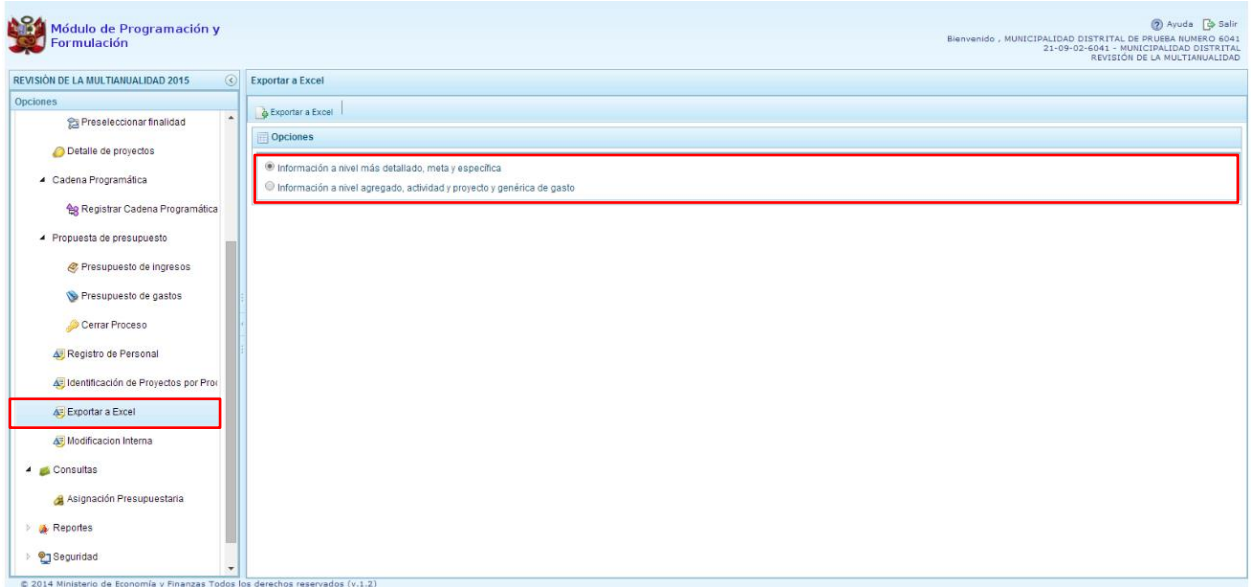 Módulo de Programación y
Formulación
Ayuda Salir
Bienvenido , MUNICIPALIDAD DISTRITAL DE PRUEBA NUMERO 6041
21-09-02-6041 - MUNICIPALIDAD DISTRITAL
REVISIÓN DE LA MULTIANUALIDAD
REVISIÓN DE LA MULTIANUALIDAD 2015
Opciones
Preseleccionar finalidad
Detalle de proyectos
Cadena Programática
Registrar Cadena Programática
Propuesta de presupuesto
Presupuesto de ingresos
Presupuesto de gastos
Cerrar Proceso
Registro de Personal
Identificación de Proyectos por Pro
Exportar a Excel
Modificacion Interna
Consultas
Asignación Presupuestaria
Reportes
Seguridad
Exportar a Excel
Exportar a Excel
Opciones
Información a nivel más detallado, meta y específica
Información a nivel agregado, actividad y proyecto y genérica de gasto
© 2014 Ministerio de Economía y Finanzas Todos los derechos reservados (v.1.2)